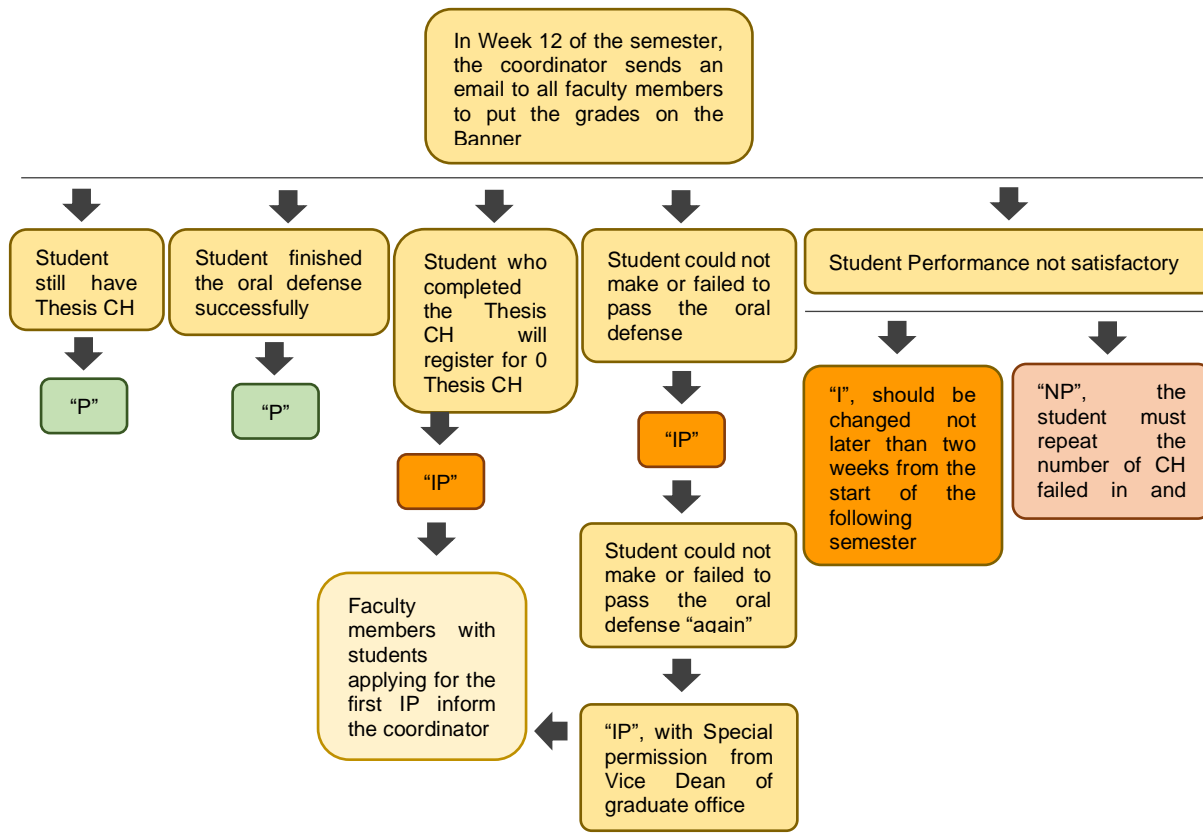 In Week 12 of the semester,
the coordinator sends an
email to all faculty members
to put the grades on the
Banner
Student
still have
Thesis CH
Student finished
the oral defense
successfully
Student who
completed
the Thesis
CH will
register for 0
Thesis CH
Student could not
make or failed to
pass the oral
defense
Student Performance not satisfactory
“P”
“P”
“IP”
“IP”
“I”, should be
changed not
later than two
weeks from the
start of the
following
semester
“NP”, the
student must
repeat the
number of CH
failed in and
Student could not
make or failed to
pass the oral
defense “again”
Faculty
members with
students
applying for the
first IP inform
the coordinator
“IP”, with Special
permission from
Vice Dean of
graduate office